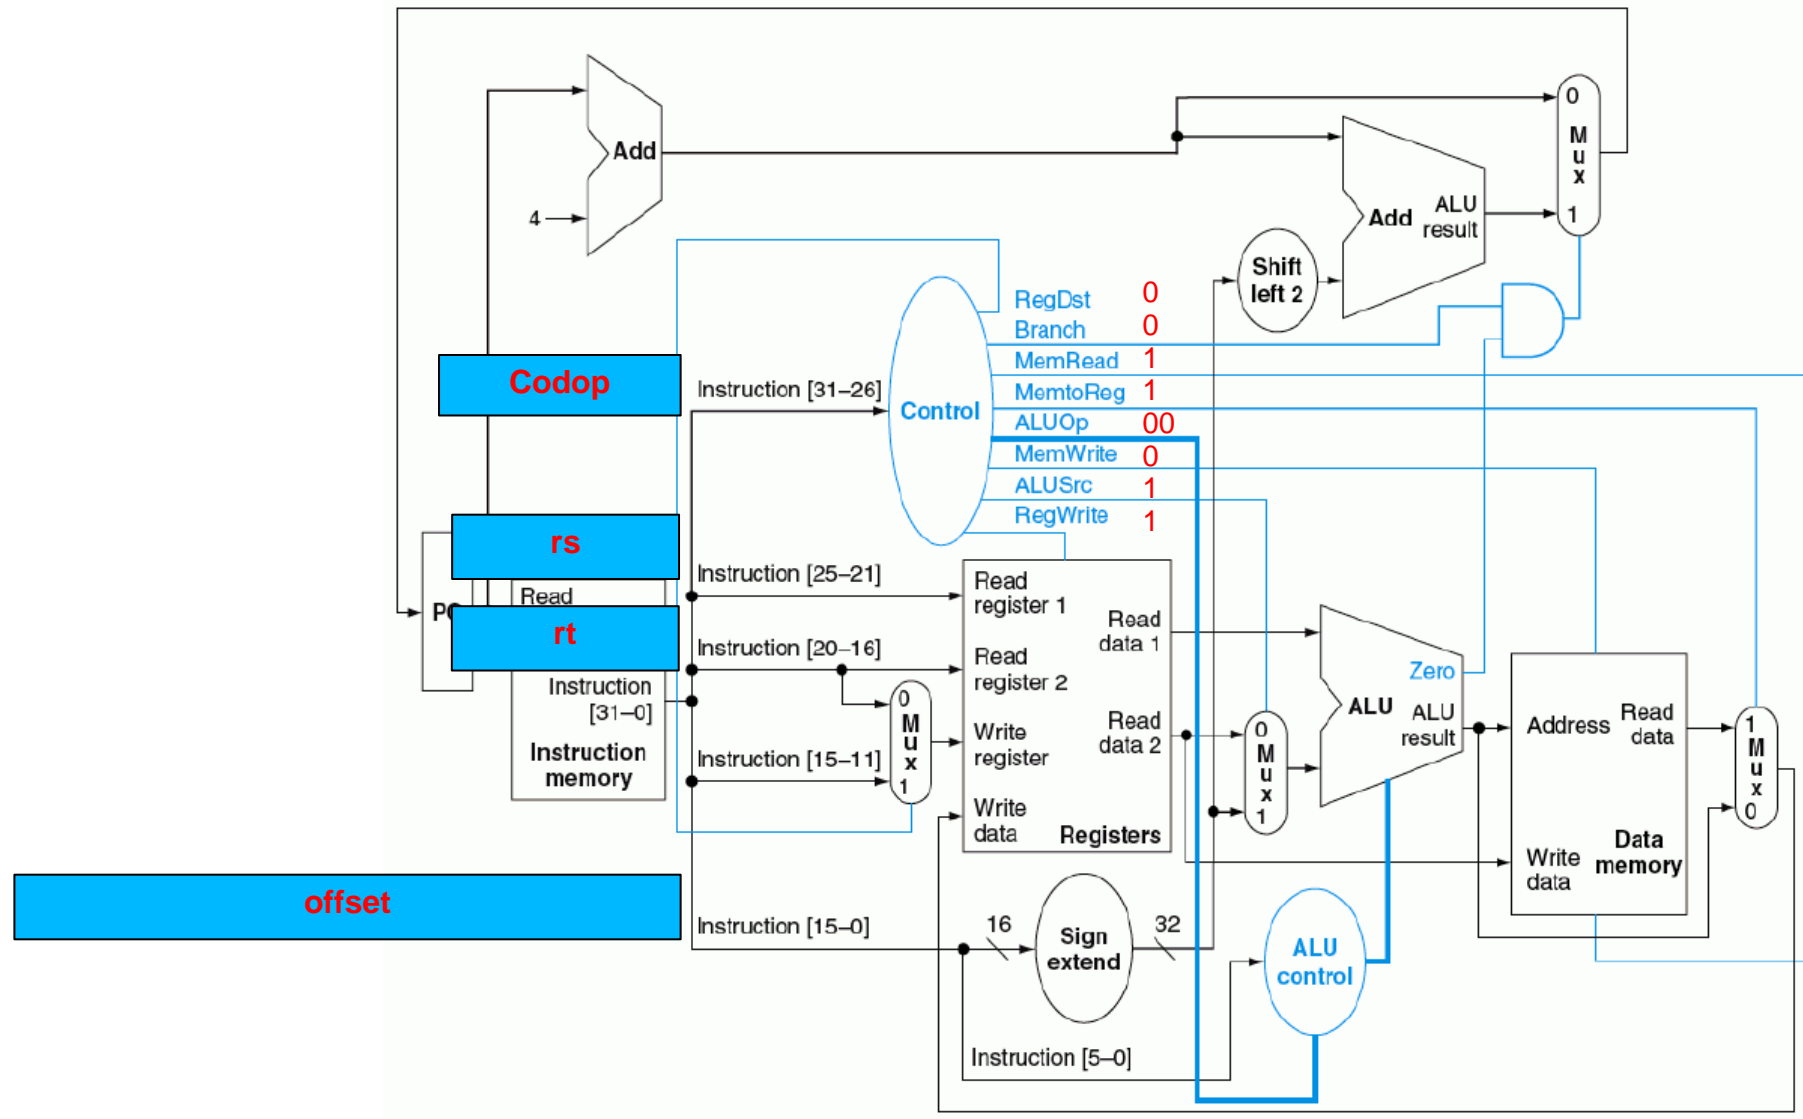 0
M
u
x
1
Add
4
Add
ALU
result
Shift
left 2
RegDst 0
Branch 0
MemRead 1
MemtoReg 1
ALUOp 00
MemWrite 0
ALUSrc 1
RegWrite 1
Codop
Instruction [31–26]
Control
rs
Instruction [25–21]
Read
register 1
Read
PC
rt
Instruction [20–16]
Read
register 2
Read
data 1
Instruction
[31–0]
Instruction
memory
0
M
u
x
1
Write
register
Read
data 2
Instruction [15–11]
Write
data
Registers
0
M
u
x
1
Zero
ALU
ALU
result
Address
Read
data
Write
data
Data
memory
1
M
u
x
0
offset
Instruction [15–0]
16
Sign
extend
32
ALU
control
Instruction [5–0]